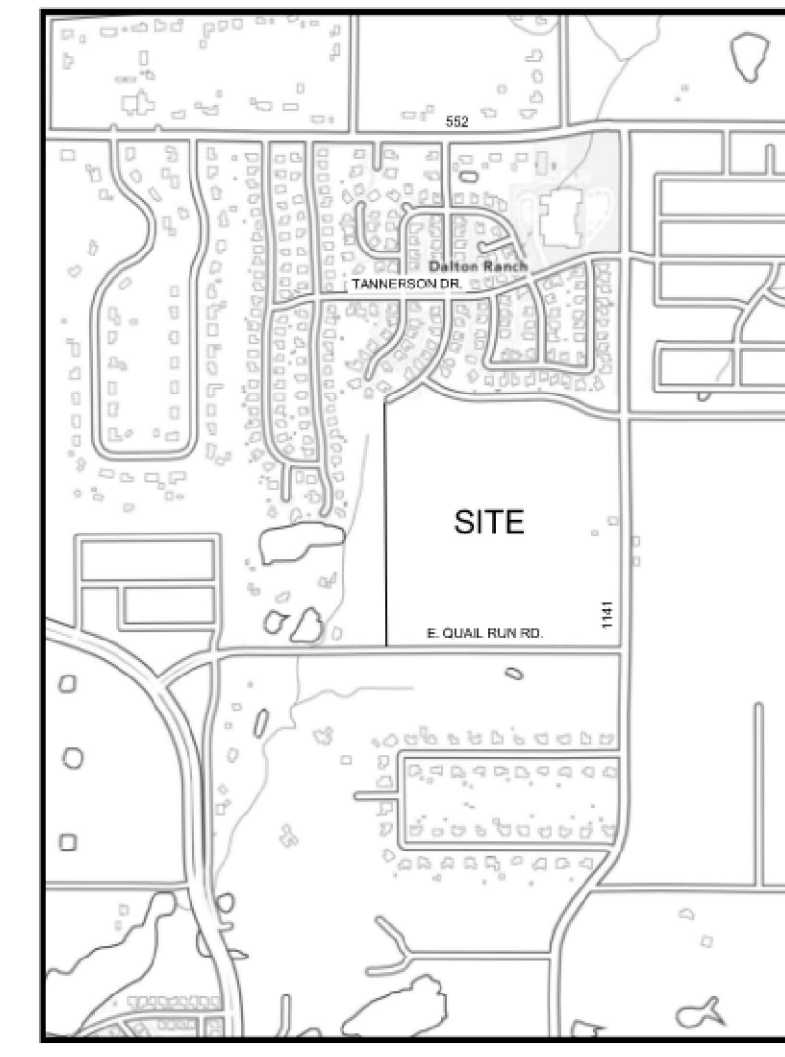 552
Dalton Ranch
TANNERSON DR.
SITE
1141
E. QUAIL RUN RD.